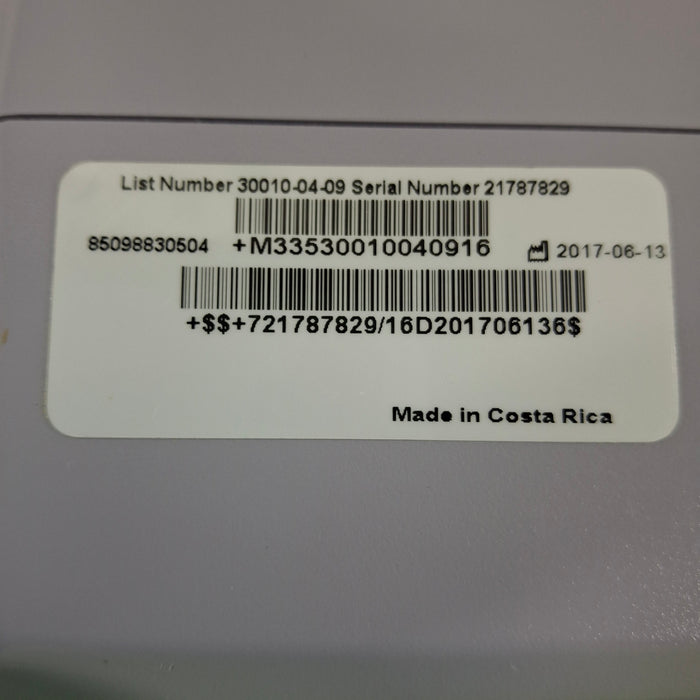 List Number 30010-04-09 Serial Number 21787829
85098830504 +M33530010040916 2017-06-13
+$$+721787829/16D201706136$
Made in Costa Rica